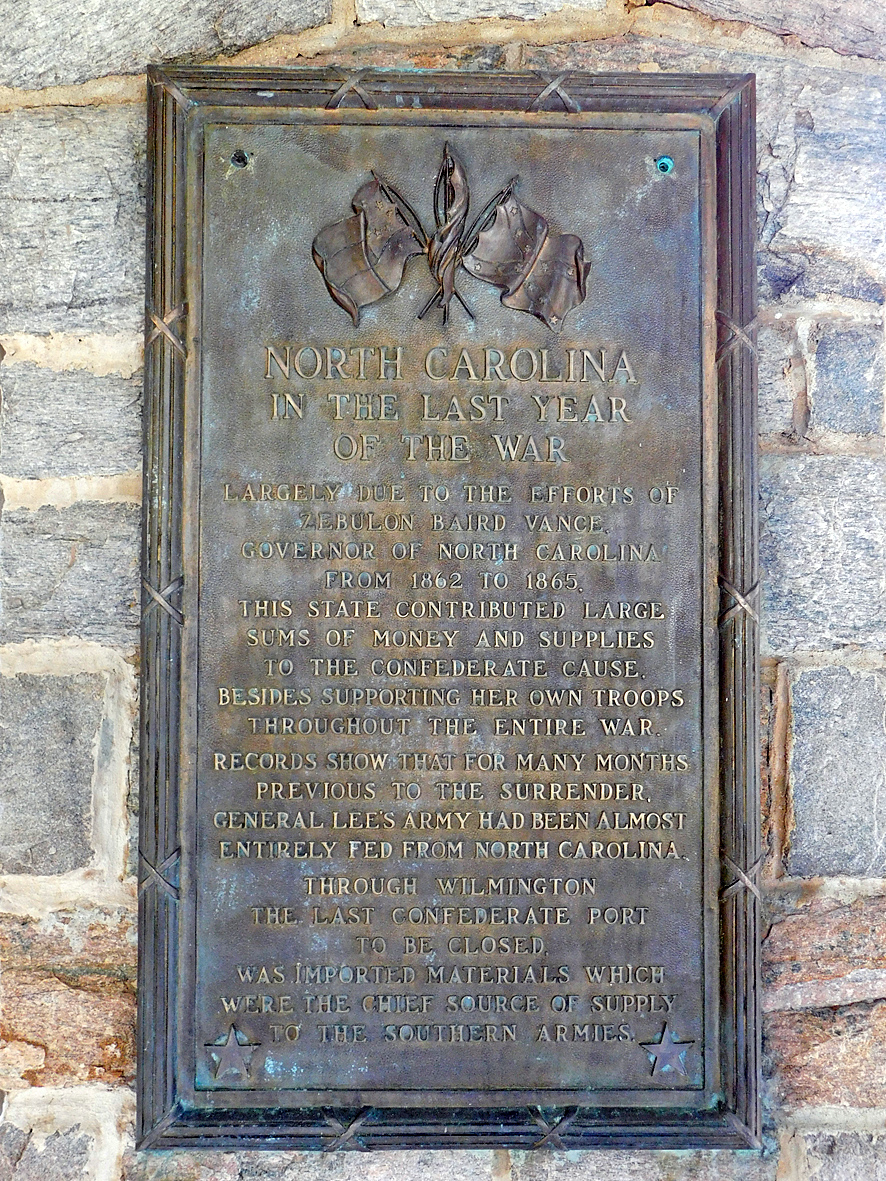 NORTH CAROLINA
IN THE LAST YEAR
OF THE WAR
LARGELY DUE TO THE EFFORTS OF
ZEBULON BAIRD VANCE,
GOVERNOR OF NORTH CAROLINA
FROM 1862 TO 1865,
THIS STATE CONTRIBUTED LARGE
SUMS OF MONEY AND SUPPLIES
TO THE CONFEDERATE CAUSE,
BESIDES SUPPORTING HER OWN TROOPS
THROUGHOUT THE ENTIRE WAR.
RECORDS SHOW THAT FOR MANY MONTHS
PREVIOUS TO THE SURRENDER,
GENERAL LEE'S ARMY HAD BEEN ALMOST
ENTIRELY FED FROM NORTH CAROLINA.
THROUGH WILMINGTON
THE LAST CONFEDERATE PORT
TO BE CLOSED,
WAS IMPORTED MATERIALS WHICH
WERE THE CHIEF SOURCE OF SUPPLY
TO THE SOUTHERN ARMIES.